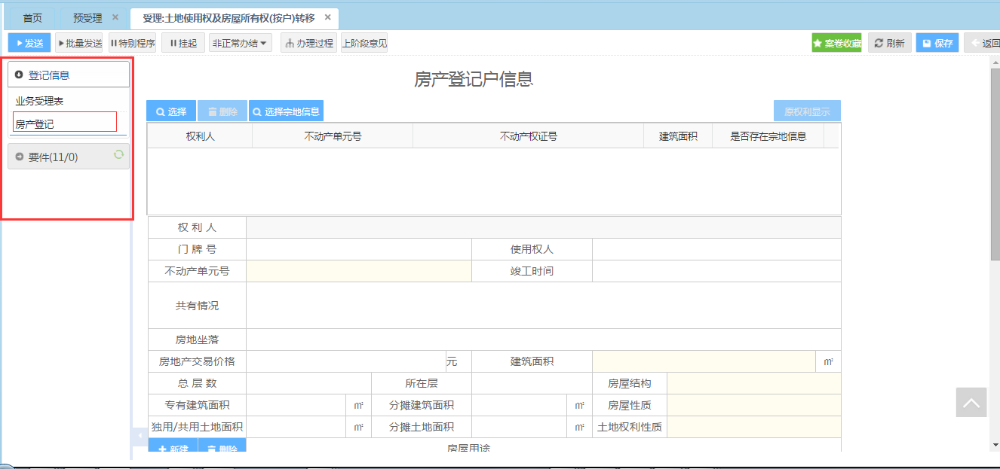 首页 预受理 × 受理:土地使用权及房屋所有权(按户)转移 ×
发送 批量发送 特别程序 挂起 非正常办结 办理过程 上阶段意见 案卷收藏 刷新 保存 返回
登记信息
业务受理表
房产登记
要件(11/0)
房产登记户信息
选择 删除 选择宗地信息 原权利显示
权利人 不动产单元号 不动产权证号 建筑面积 是否存在宗地信息
权 利 人
门 牌 号 使用权人
不动产单元号 竣工时间
共有情况
房地坐落
房地产交易价格 元 建筑面积 ㎡
总 层 数 所在层 房屋结构
专有建筑面积 ㎡ 分摊建筑面积 ㎡ 房屋性质
独用/共用土地面积 ㎡ 分摊土地面积 ㎡ 土地权利性质
新建 删除 房屋用途